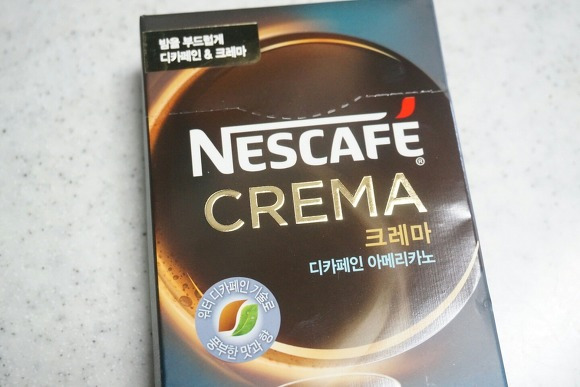 밤을 부드럽게
디카페인 & 크레마
NESCAFÉ®
CREMA
크레마
디카페인 아메리카노
워터 디카페인 기술로
풍부한 맛과 향